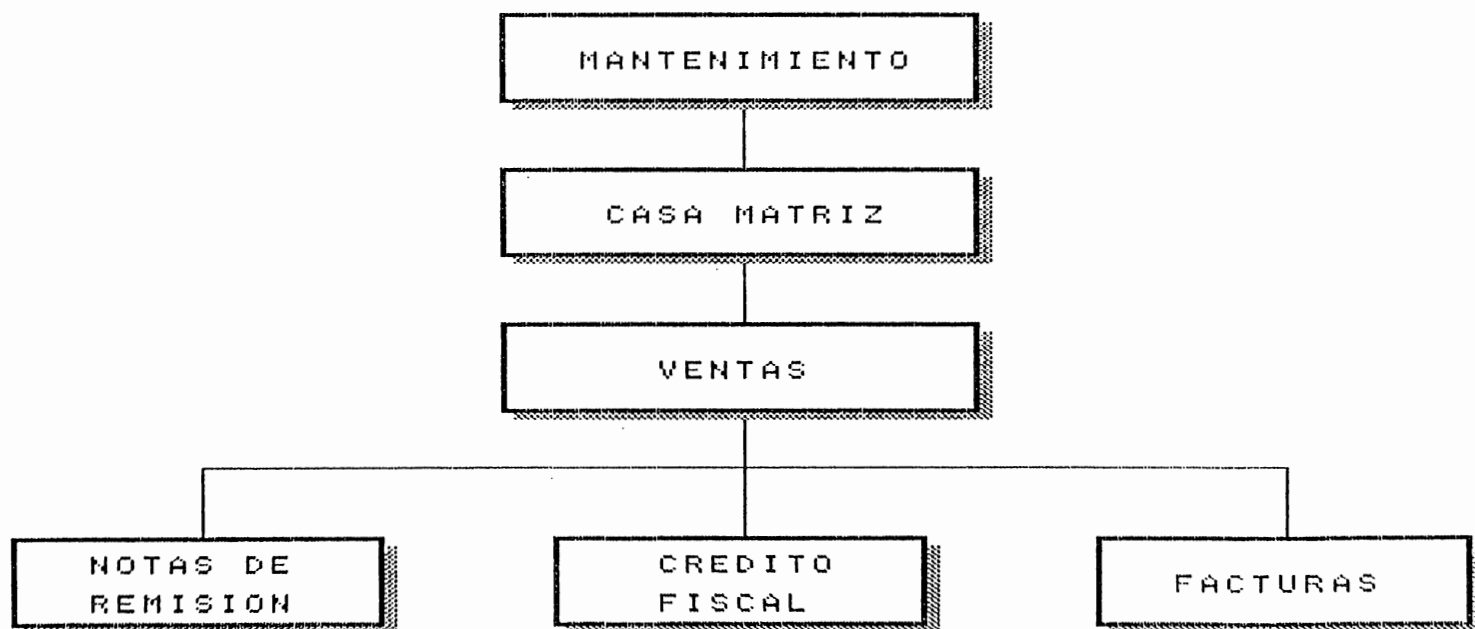 MANTENIMIENTO
CASA MATRIZ
VENTAS
NOTAS DE
REMISION
CREDITO
FISCAL
FACTURAS